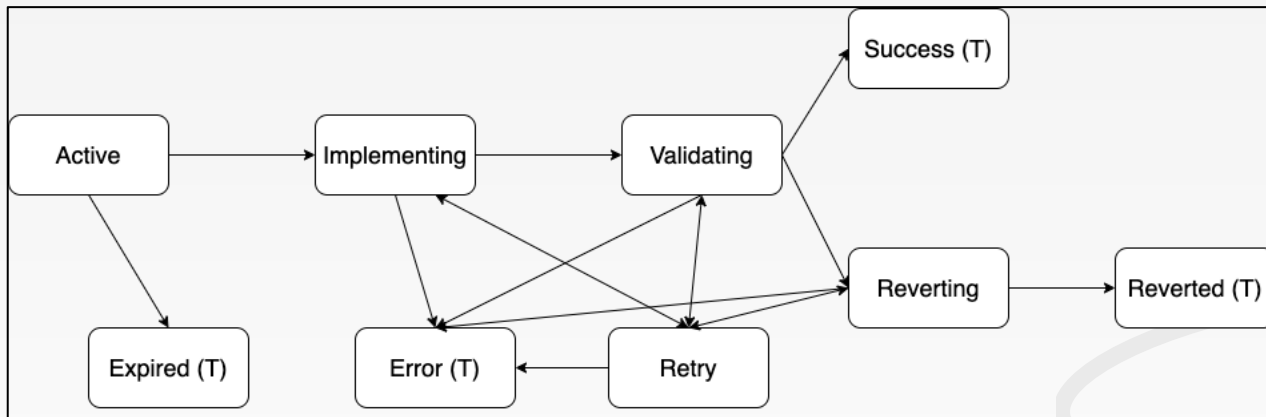 Success (T)
Active
Implementing
Validating
Reverting
Reverted (T)
Expired (T)
Error (T)
Retry